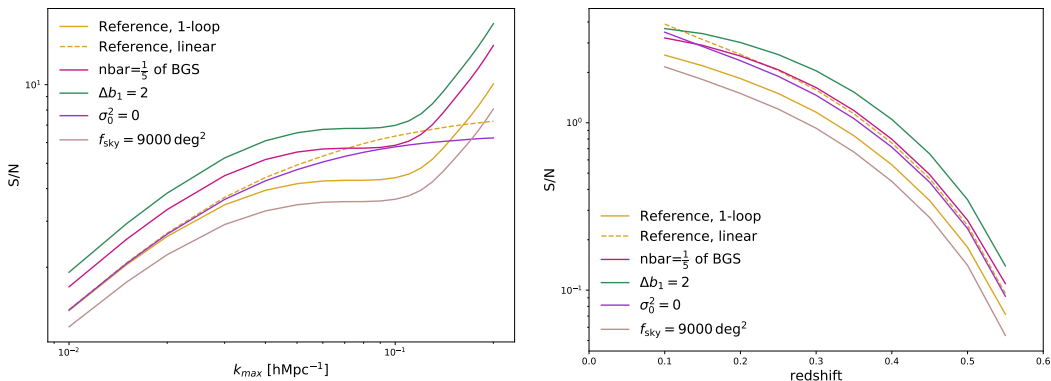 Reference, 1-loop
Reference, linear
nbar=1/5 of BGS
Δb₁ = 2
σ₀² = 0
f_sky = 9000 deg²
10¹
S/N
10⁻²
10⁻¹
k_max [hMpc⁻¹]
10⁰
10⁻¹
S/N
Reference, 1-loop
Reference, linear
nbar=1/5 of BGS
Δb₁ = 2
σ₀² = 0
f_sky = 9000 deg²
0.0 0.1 0.2 0.3 0.4 0.5 0.6
redshift